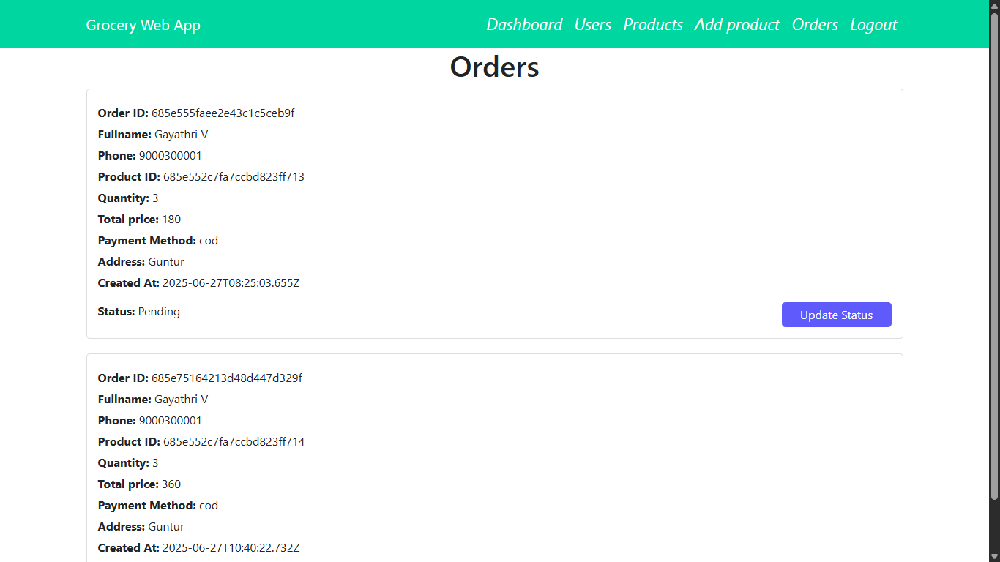 Grocery Web App Dashboard Users Products Add product Orders Logout
Orders
Order ID: 685e555faee2e43c1c5ceb9f
Fullname: Gayathri V
Phone: 9000300001
Product ID: 685e552c7fa7ccbd823ff713
Quantity: 3
Total price: 180
Payment Method: cod
Address: Guntur
Created At: 2025-06-27T08:25:03.655Z
Status: Pending Update Status
Order ID: 685e75164213d48d447d329f
Fullname: Gayathri V
Phone: 9000300001
Product ID: 685e552c7fa7ccbd823ff714
Quantity: 3
Total price: 360
Payment Method: cod
Address: Guntur
Created At: 2025-06-27T10:40:22.732Z